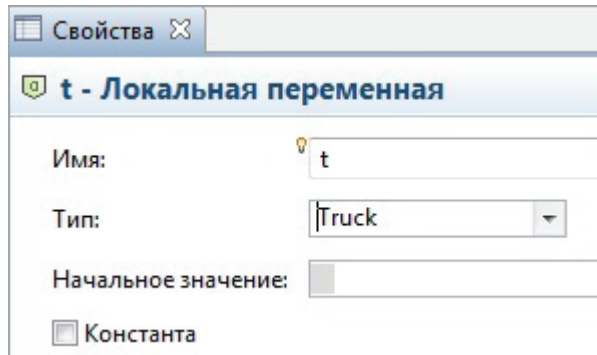 Свойства
t - Локальная переменная
Имя: t
Тип: Truck
Начальное значение:
Константа